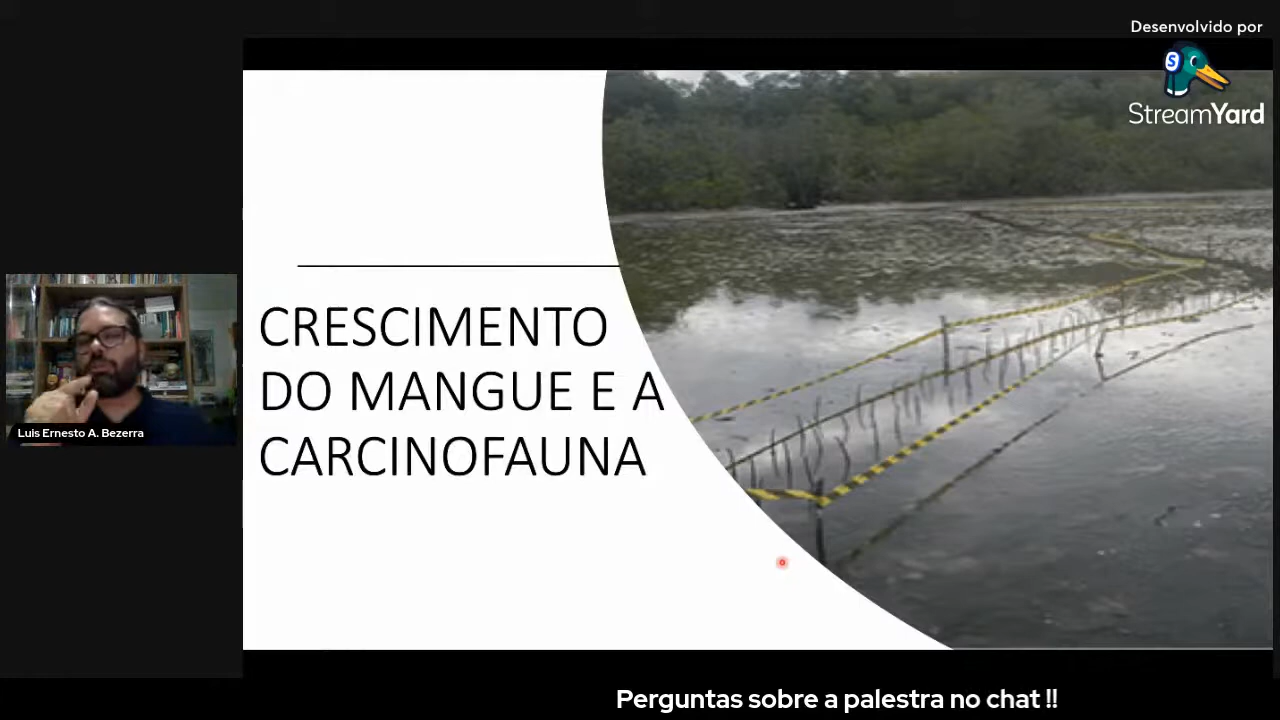 Desenvolvido por
S
StreamYard
CRESCIMENTO
DO MANGUE E A
CARCINOFAUNA
Luis Ernesto A. Bezerra
Perguntas sobre a palestra no chat !!